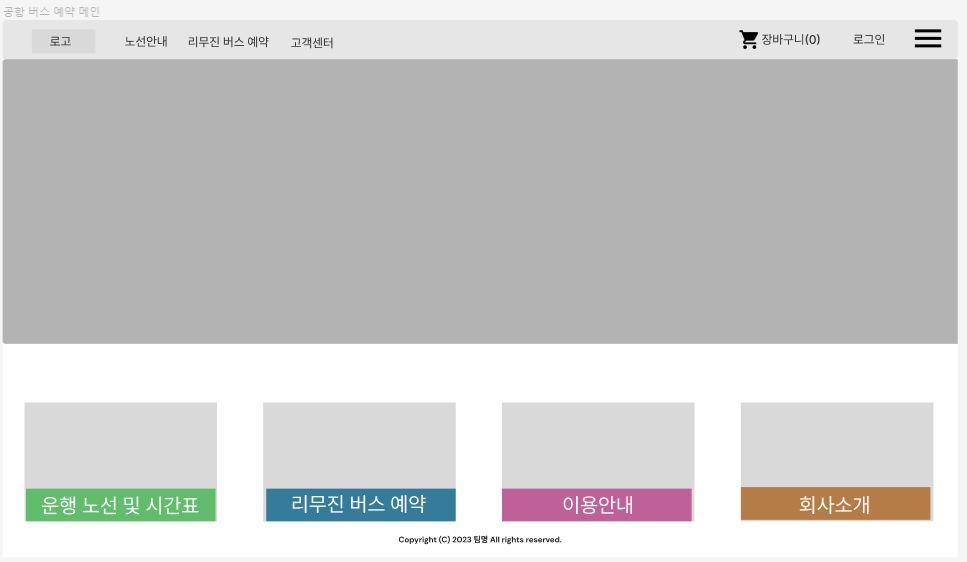 공항 버스 예약 메인
로고 노선안내 리무진 버스 예약 고객센터 장바구니(0) 로그인
운행 노선 및 시간표 리무진 버스 예약 이용안내 회사소개
Copyright (C) 2023 팀명 All rights reserved.